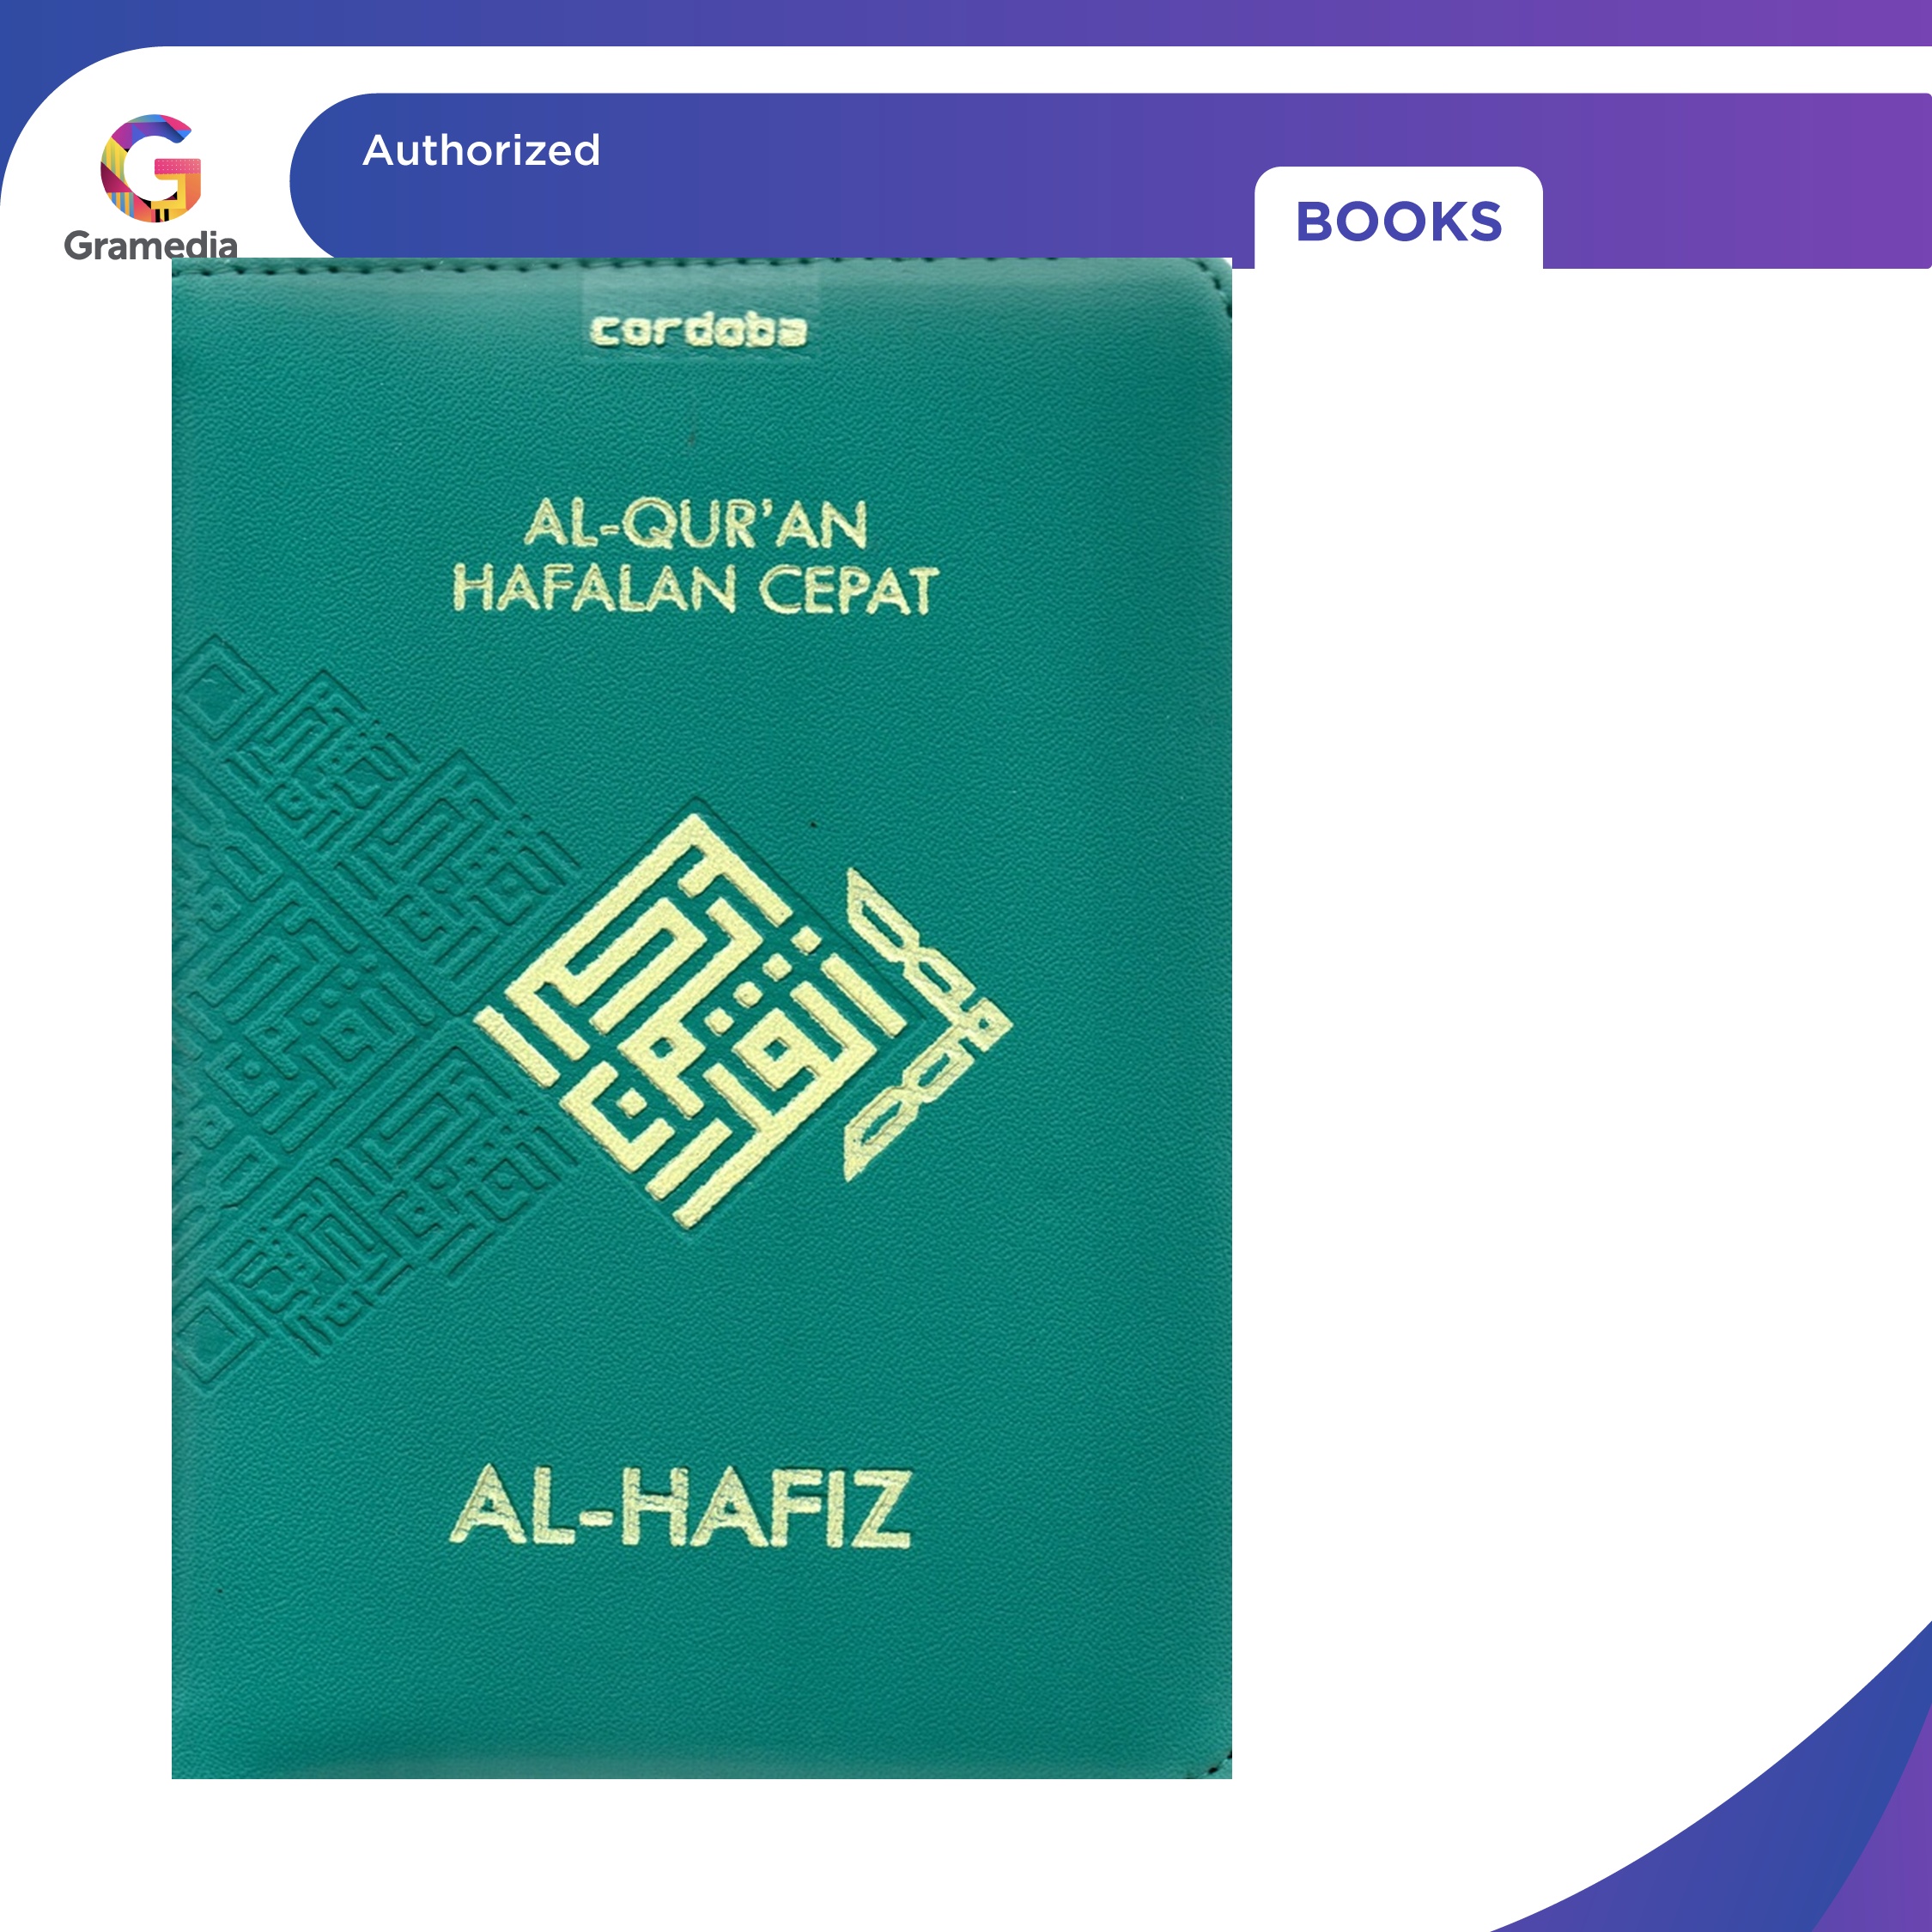 Gramedia
Authorized
BOOKS
cordoba
AL-QUR'AN
HAFALAN CEPAT
AL-HAFIZ